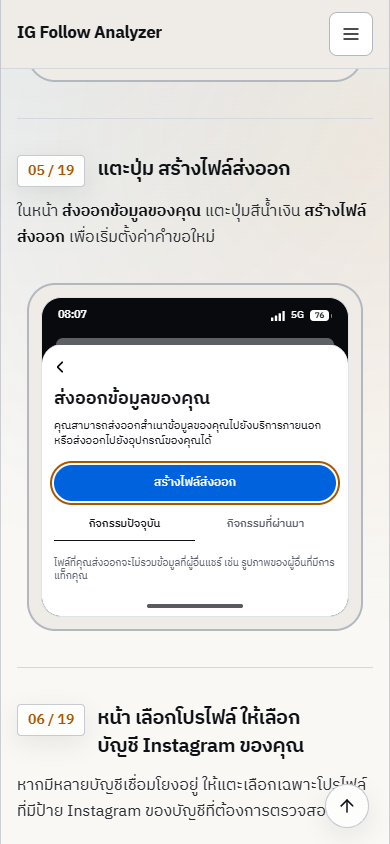 IG Follow Analyzer
05 / 19
แตะปุ่ม สร้างไฟล์ส่งออก
ในหน้า ส่งออกข้อมูลของคุณ แตะปุ่มสีน้ำเงิน สร้างไฟล์
ส่งออก เพื่อเริ่มตั้งค่าคำขอใหม่
08:07
5G 76
ส่งออกข้อมูลของคุณ
คุณสามารถส่งออกสำเนาข้อมูลของคุณไปยังบริการภายนอก
หรือส่งออกไปยังอุปกรณ์ของคุณได้
สร้างไฟล์ส่งออก
กิจกรรมปัจจุบัน
กิจกรรมที่ผ่านมา
ไฟล์ที่คุณส่งออกจะไม่รวมข้อมูลที่ผู้อื่นแชร์ เช่น รูปภาพของผู้อื่นที่มีการ
แท็กคุณ
06 / 19
หน้า เลือกโปรไฟล์ ให้เลือก
บัญชี Instagram ของคุณ
หากมีหลายบัญชีเชื่อมโยงอยู่ ให้แตะเลือกเฉพาะโปรไฟล์
ที่มีป้าย Instagram ของบัญชีที่ต้องการ